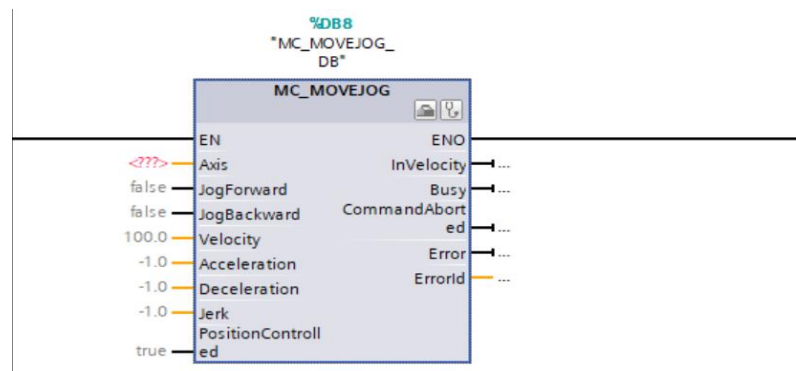 %DB8
"MC_MOVEJOG_
DB"
MC_MOVEJOG
EN ENO
<???> Axis InVelocity ...
false JogForward Busy ...
false JogBackward CommandAbort
ed ...
100.0 Velocity
Error ...
-1.0 Acceleration
ErrorId ...
-1.0 Deceleration
-1.0 Jerk
PositionControll
true ed